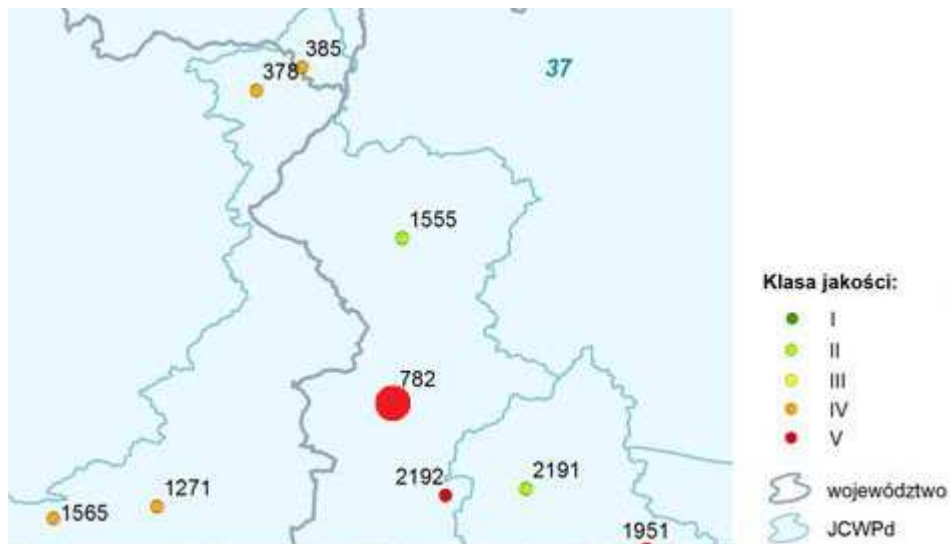 385
378
37
1555
Klasa jakości:
I
II
III
IV
V
782
2192
2191
1271
1565
1951
województwo
JCWPd